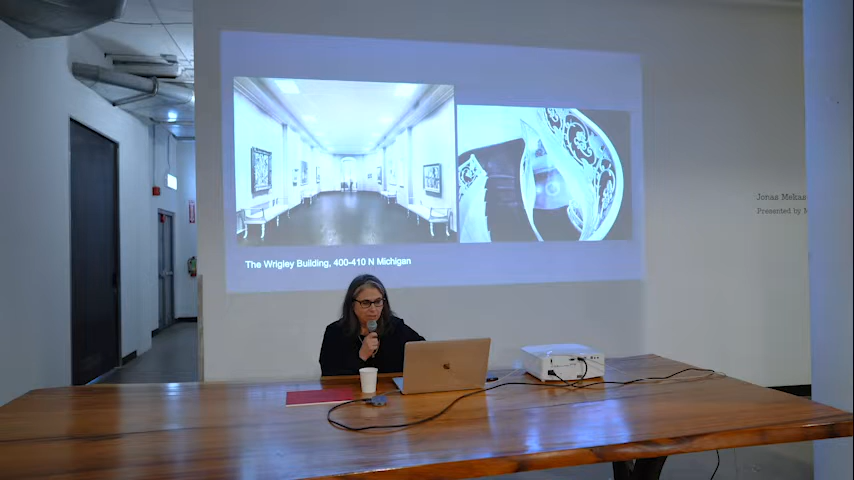 The Wrigley Building, 400-410 N Michigan
Jonas Mekas
Presented by